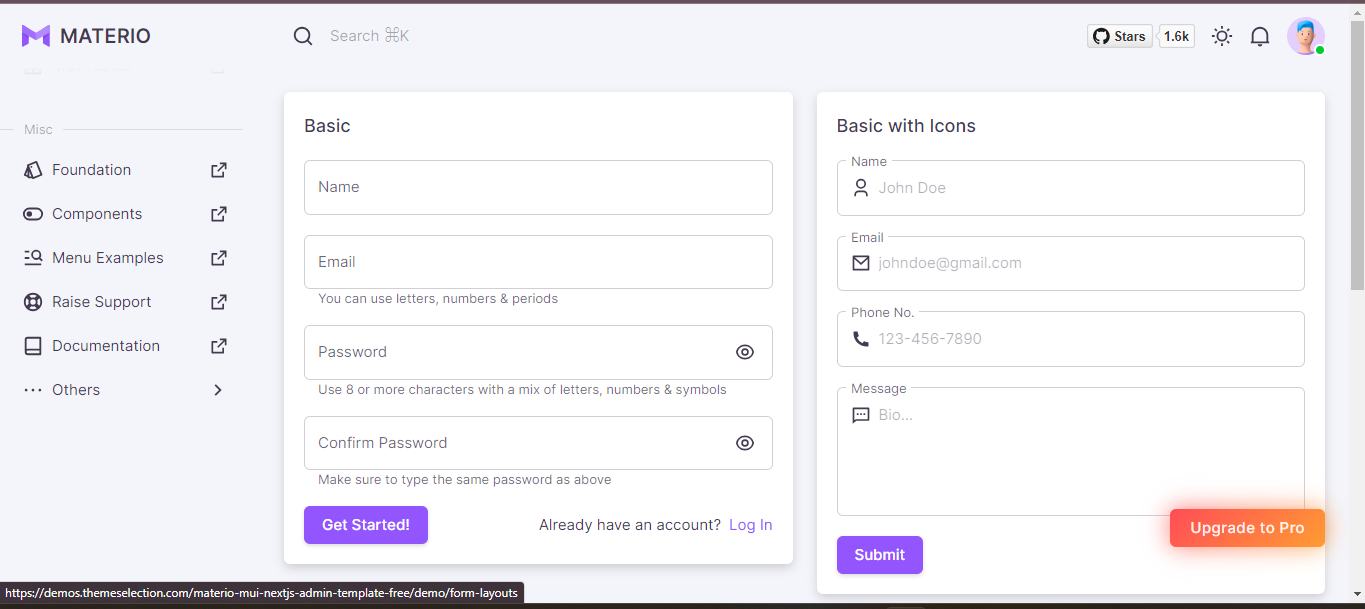 MATERIO
Search ⌘K
Stars
1.6k
Misc
Foundation
Components
Menu Examples
Raise Support
Documentation
Others
Basic
Name
Email
You can use letters, numbers & periods
Password
Use 8 or more characters with a mix of letters, numbers & symbols
Confirm Password
Make sure to type the same password as above
Get Started!
Already have an account? Log In
Basic with Icons
Name
John Doe
Email
johndoe@gmail.com
Phone No.
123-456-7890
Message
Bio...
Upgrade to Pro
Submit
https://demos.themeselection.com/materio-mui-nextjs-admin-template-free/demo/form-layouts